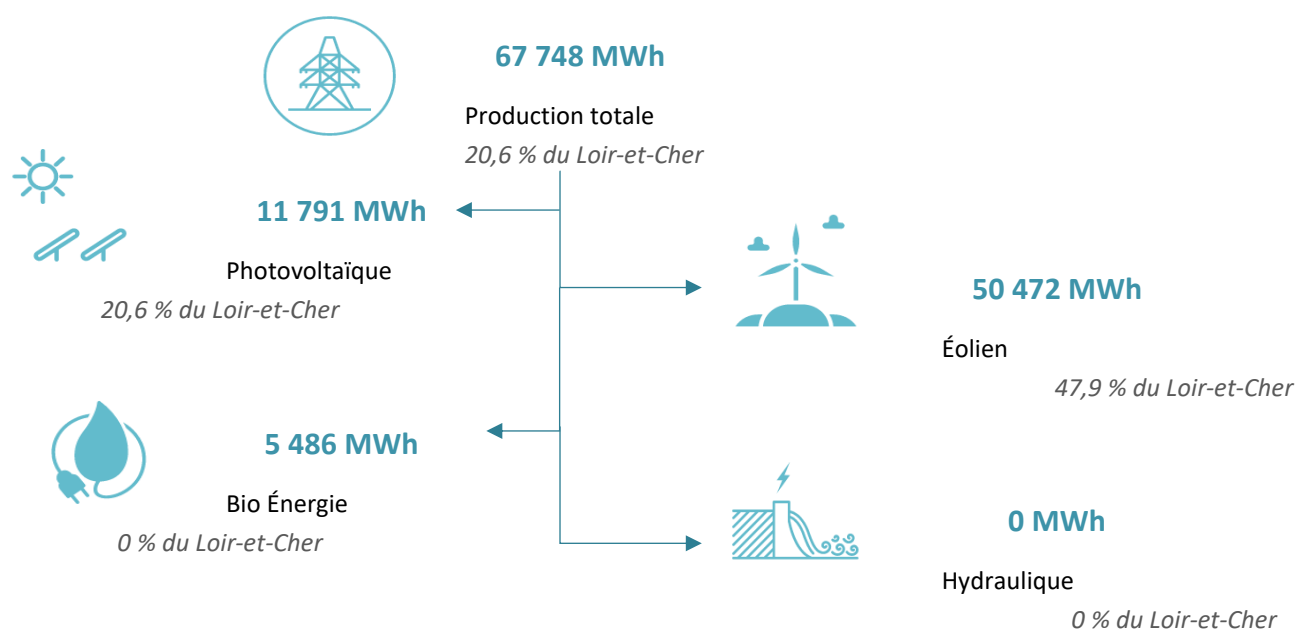 67 748 MWh
Production totale
20,6 % du Loir-et-Cher
11 791 MWh
Photovoltaïque
20,6 % du Loir-et-Cher
50 472 MWh
Éolien
47,9 % du Loir-et-Cher
5 486 MWh
Bio Énergie
0 % du Loir-et-Cher
0 MWh
Hydraulique
0 % du Loir-et-Cher